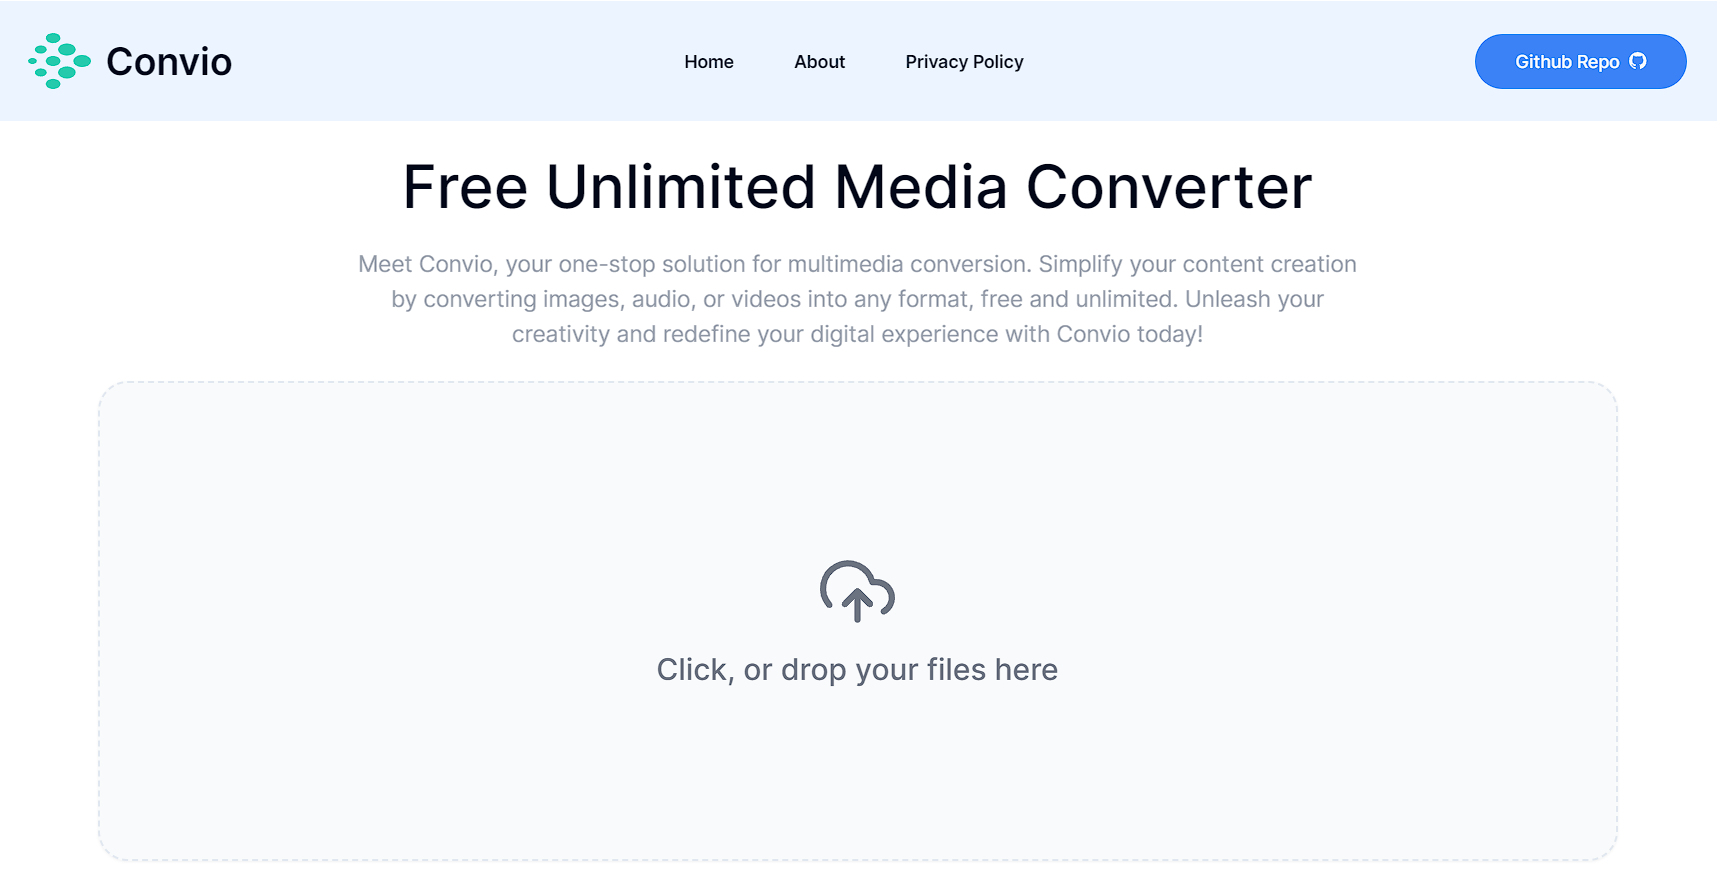 Convio
Home
About
Privacy Policy
Github Repo
Free Unlimited Media Converter
Meet Convio, your one-stop solution for multimedia conversion. Simplify your content creation
by converting images, audio, or videos into any format, free and unlimited. Unleash your
creativity and redefine your digital experience with Convio today!
Click, or drop your files here